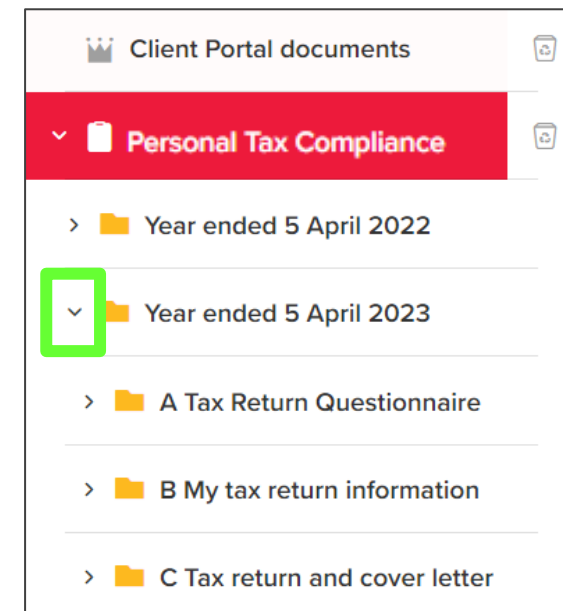 Client Portal documents
Personal Tax Compliance
Year ended 5 April 2022
Year ended 5 April 2023
A Tax Return Questionnaire
B My tax return information
C Tax return and cover letter